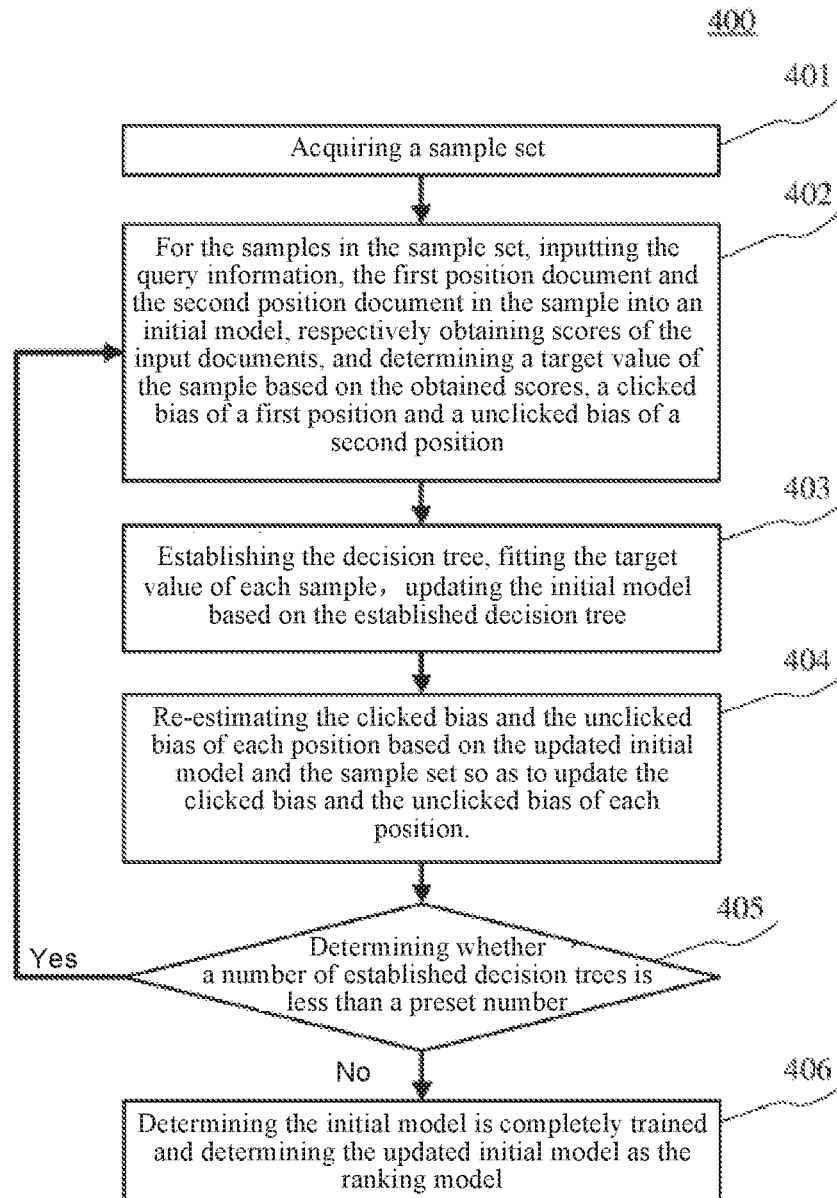 400
401
Acquiring a sample set
402
For the samples in the sample set, inputting the
query information, the first position document and
the second position document in the sample into an
initial model, respectively obtaining scores of the
input documents, and determining a target value of
the sample based on the obtained scores, a clicked
bias of a first position and a unclicked bias of a
second position
403
Establishing the decision tree, fitting the target
value of each sample，updating the initial model
based on the established decision tree
404
Re-estimating the clicked bias and the unclicked
bias of each position based on the updated initial
model and the sample set so as to update the
clicked bias and the unclicked bias of each
position.
405
Determining whether
a number of established decision trees is
less than a preset number
Yes
No
406
Determining the initial model is completely trained
and determining the updated initial model as the
ranking model